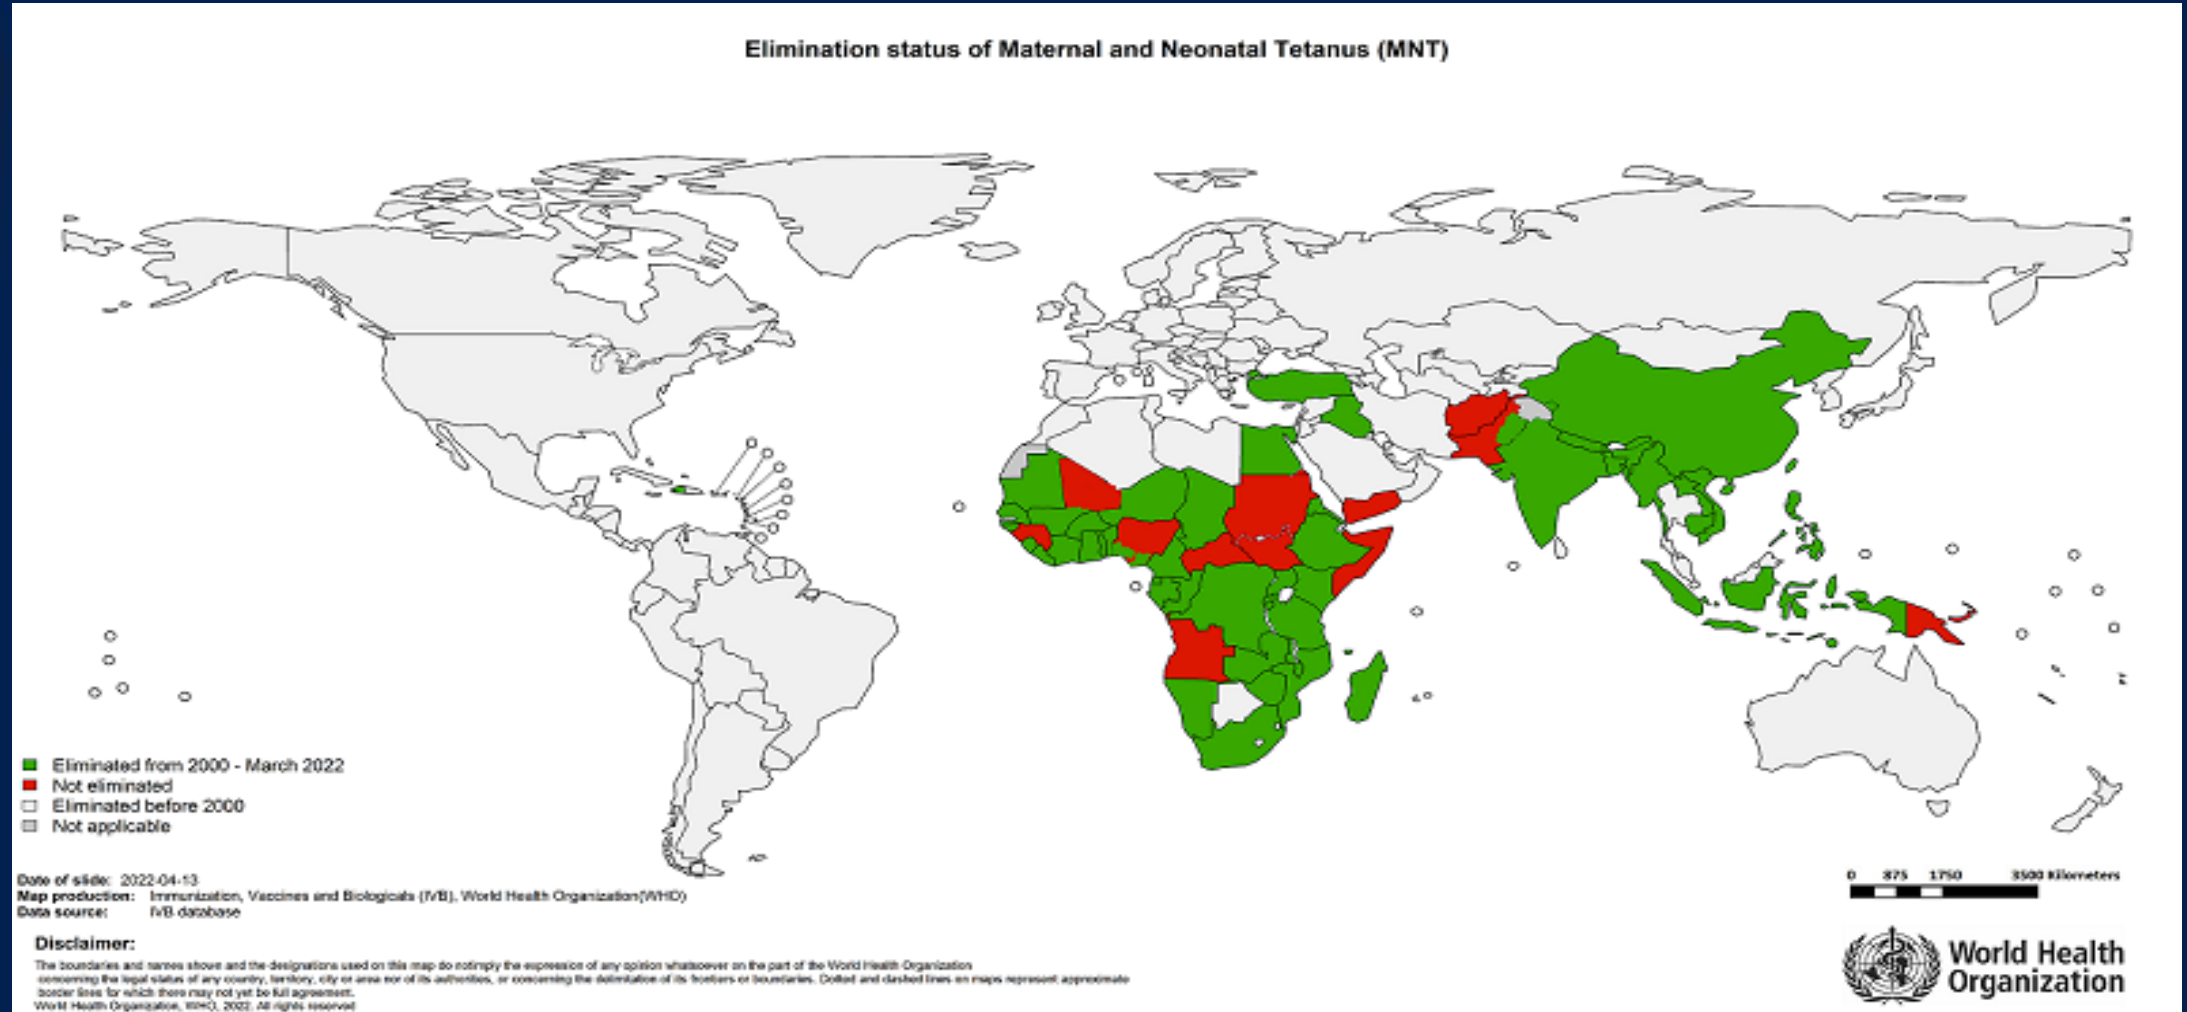 Elimination status of Maternal and Neonatal Tetanus (MNT)
Eliminated from 2000 - March 2022
Not eliminated
Eliminated before 2000
Not applicable
Date of slide: 2022-04-13
Map production: Immunization, Vaccines and Biologicals (IVB), World Health Organization(WHO)
Data source: IVB database
0 875 1750 3500 Kilometers
World Health
Organization
Disclaimer:
The boundaries and names shown and the designations used on this map do notimply the expression of any opinion whatsoever on the part of the World Health Organization
concerning the legal status of any country, territory, city or area nor of its authorities, or concerning the delimitation of its frontiers or boundaries. Dotted and dashed lines on maps represent approximate
border lines for which there may not yet be full agreement.
World Health Organization, WHO, 2022. All rights reserved